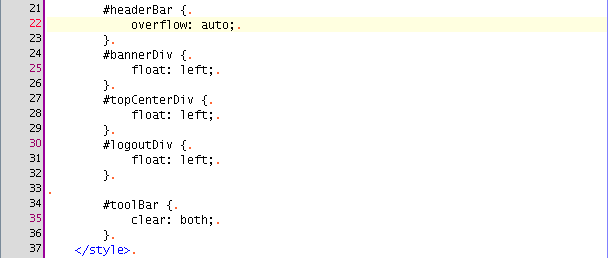 21 #headerBar {.
22 overflow: auto;.
23 }.
24 #bannerDiv {.
25 float: left;.
26 }.
27 #topCenterDiv {.
28 float: left;.
29 }.
30 #logoutDiv {.
31 float: left;.
32 }.
33 .
34 #toolBar {.
35 clear: both;.
36 }.
37 </style>.